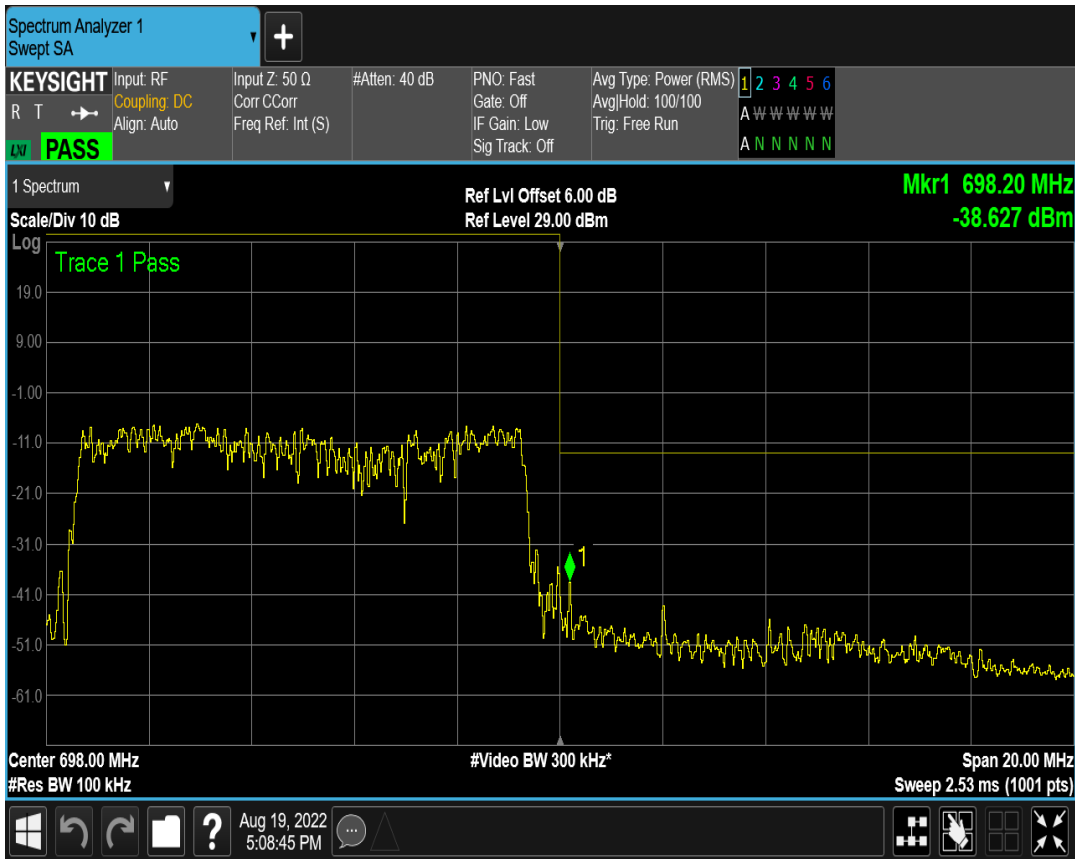 Spectrum Analyzer 1
Swept SA
KEYSIGHT
R T
LXI PASS
Input: RF
Coupling: DC
Align: Auto
Input Z: 50 Ω
Corr CCorr
Freq Ref: Int (S)
#Atten: 40 dB
PNO: Fast
Gate: Off
IF Gain: Low
Sig Track: Off
Avg Type: Power (RMS)
Avg|Hold: 100/100
Trig: Free Run
1 2 3 4 5 6
A W W W W W
A N N N N N
1 Spectrum
Scale/Div 10 dB
Ref Lvl Offset 6.00 dB
Ref Level 29.00 dBm
Mkr1 698.20 MHz
-38.627 dBm
Log
Trace 1 Pass
19.0
9.00
-1.00
-11.0
-21.0
-31.0
1
-41.0
-51.0
-61.0
Center 698.00 MHz
#Res BW 100 kHz
#Video BW 300 kHz*
Span 20.00 MHz
Sweep 2.53 ms (1001 pts)
?
Aug 19, 2022
5:08:45 PM